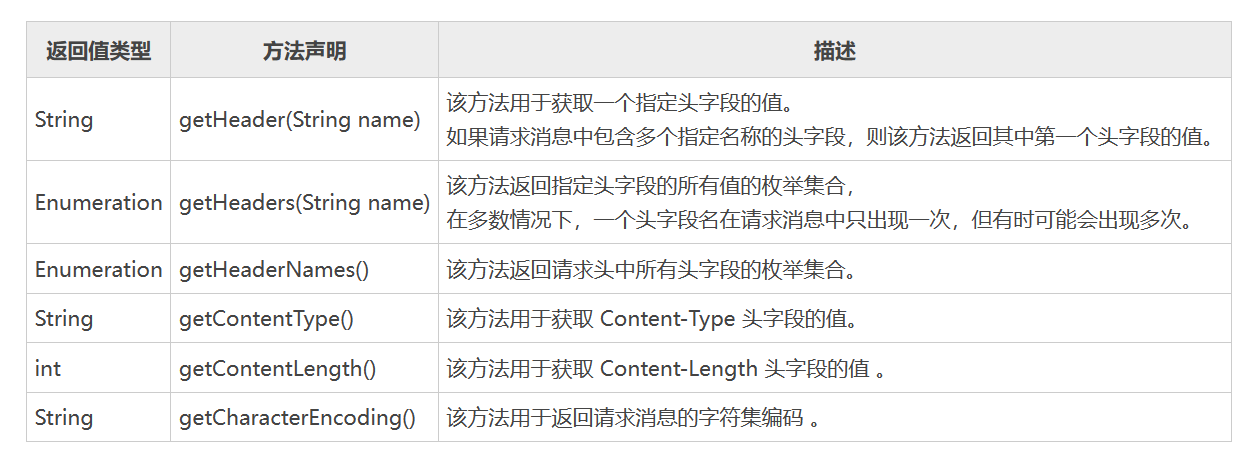 返回值类型 方法声明 描述
String getHeader(String name) 该方法用于获取一个指定头字段的值。
如果请求消息中包含多个指定名称的头字段，则该方法返回其中第一个头字段的值。
Enumeration getHeaders(String name) 该方法返回指定头字段的所有值的枚举集合，
在多数情况下，一个头字段名在请求消息中只出现一次，但有时可能会出现多次。
Enumeration getHeaderNames() 该方法返回请求头中所有头字段的枚举集合。
String getContentType() 该方法用于获取 Content-Type 头字段的值。
int getContentLength() 该方法用于获取 Content-Length 头字段的值 。
String getCharacterEncoding() 该方法用于返回请求消息的字符集编码 。